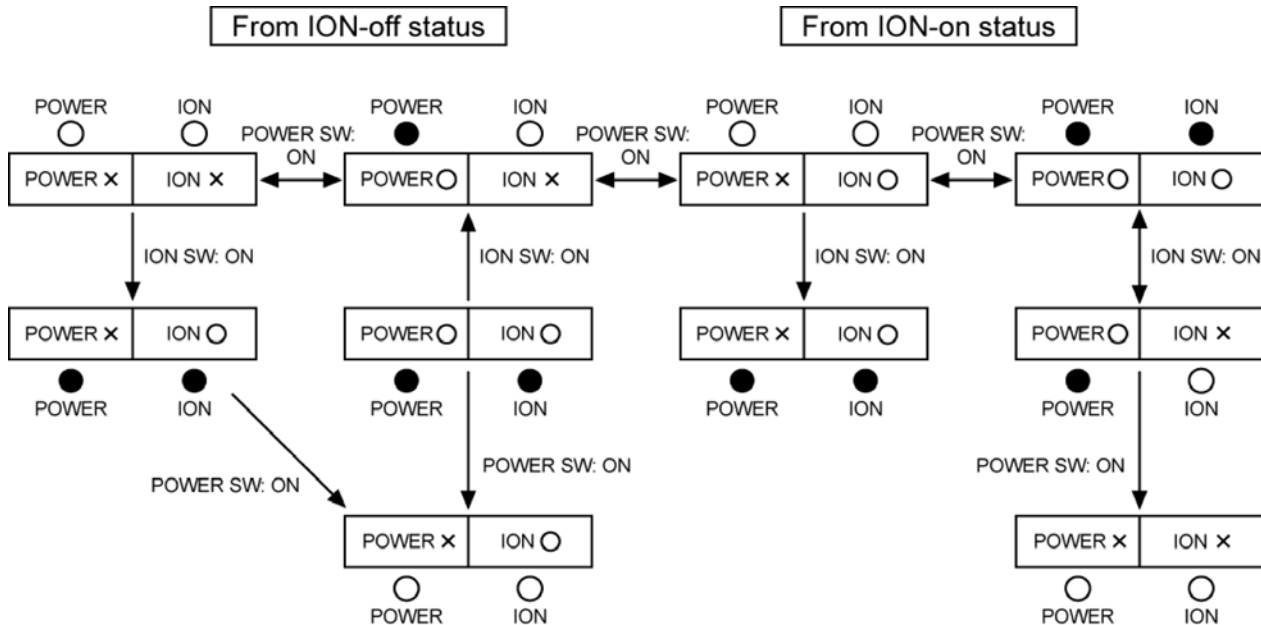 From ION-off status
From ION-on status
POWER ION POWER ION POWER ION POWER ION
POWER SW:
ON
POWER SW:
ON
POWER SW:
ON
POWER × ION ×
POWER ○ ION ×
POWER × ION ○
POWER ○ ION ○
ION SW: ON
ION SW: ON
ION SW: ON
ION SW: ON
POWER × ION ○
POWER ○ ION ○
POWER × ION ○
POWER ○ ION ×
POWER ION
POWER ION
POWER ION
POWER ION
POWER SW: ON
POWER SW: ON
POWER SW: ON
POWER × ION ○
POWER × ION ×
POWER ION
POWER ION